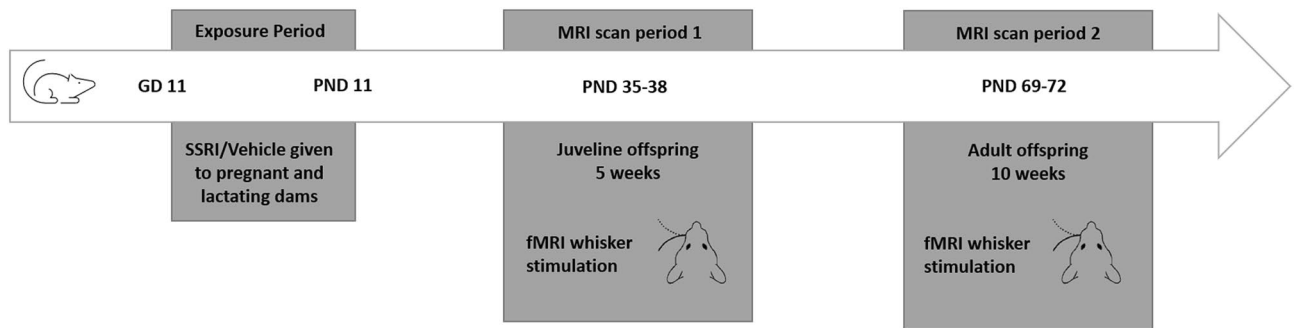 Exposure Period
MRI scan period 1
MRI scan period 2
GD 11
PND 11
PND 35-38
PND 69-72
SSRI/Vehicle given
to pregnant and
lactating dams
Juveline offspring
5 weeks
fMRI whisker
stimulation
Adult offspring
10 weeks
fMRI whisker
stimulation